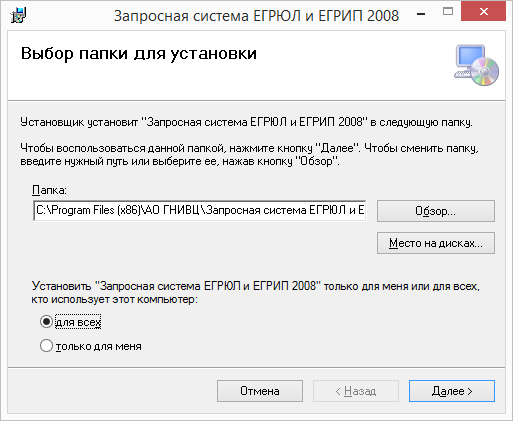 Запросная система ЕГРЮЛ и ЕГРИП 2008
Выбор папки для установки
Установщик установит "Запросная система ЕГРЮЛ и ЕГРИП 2008" в следующую папку.
Чтобы воспользоваться данной папкой, нажмите кнопку "Далее". Чтобы сменить папку,
введите нужный путь или выберите ее, нажав кнопку "Обзор".
Папка:
C:\Program Files (x86)\АО ГНИВЦ\Запросная система ЕГРЮЛ и Е
Обзор...
Место на дисках...
Установить "Запросная система ЕГРЮЛ и ЕГРИП 2008" только для меня или для всех,
кто использует этот компьютер:
для всех
только для меня
Отмена
< Назад
Далее >